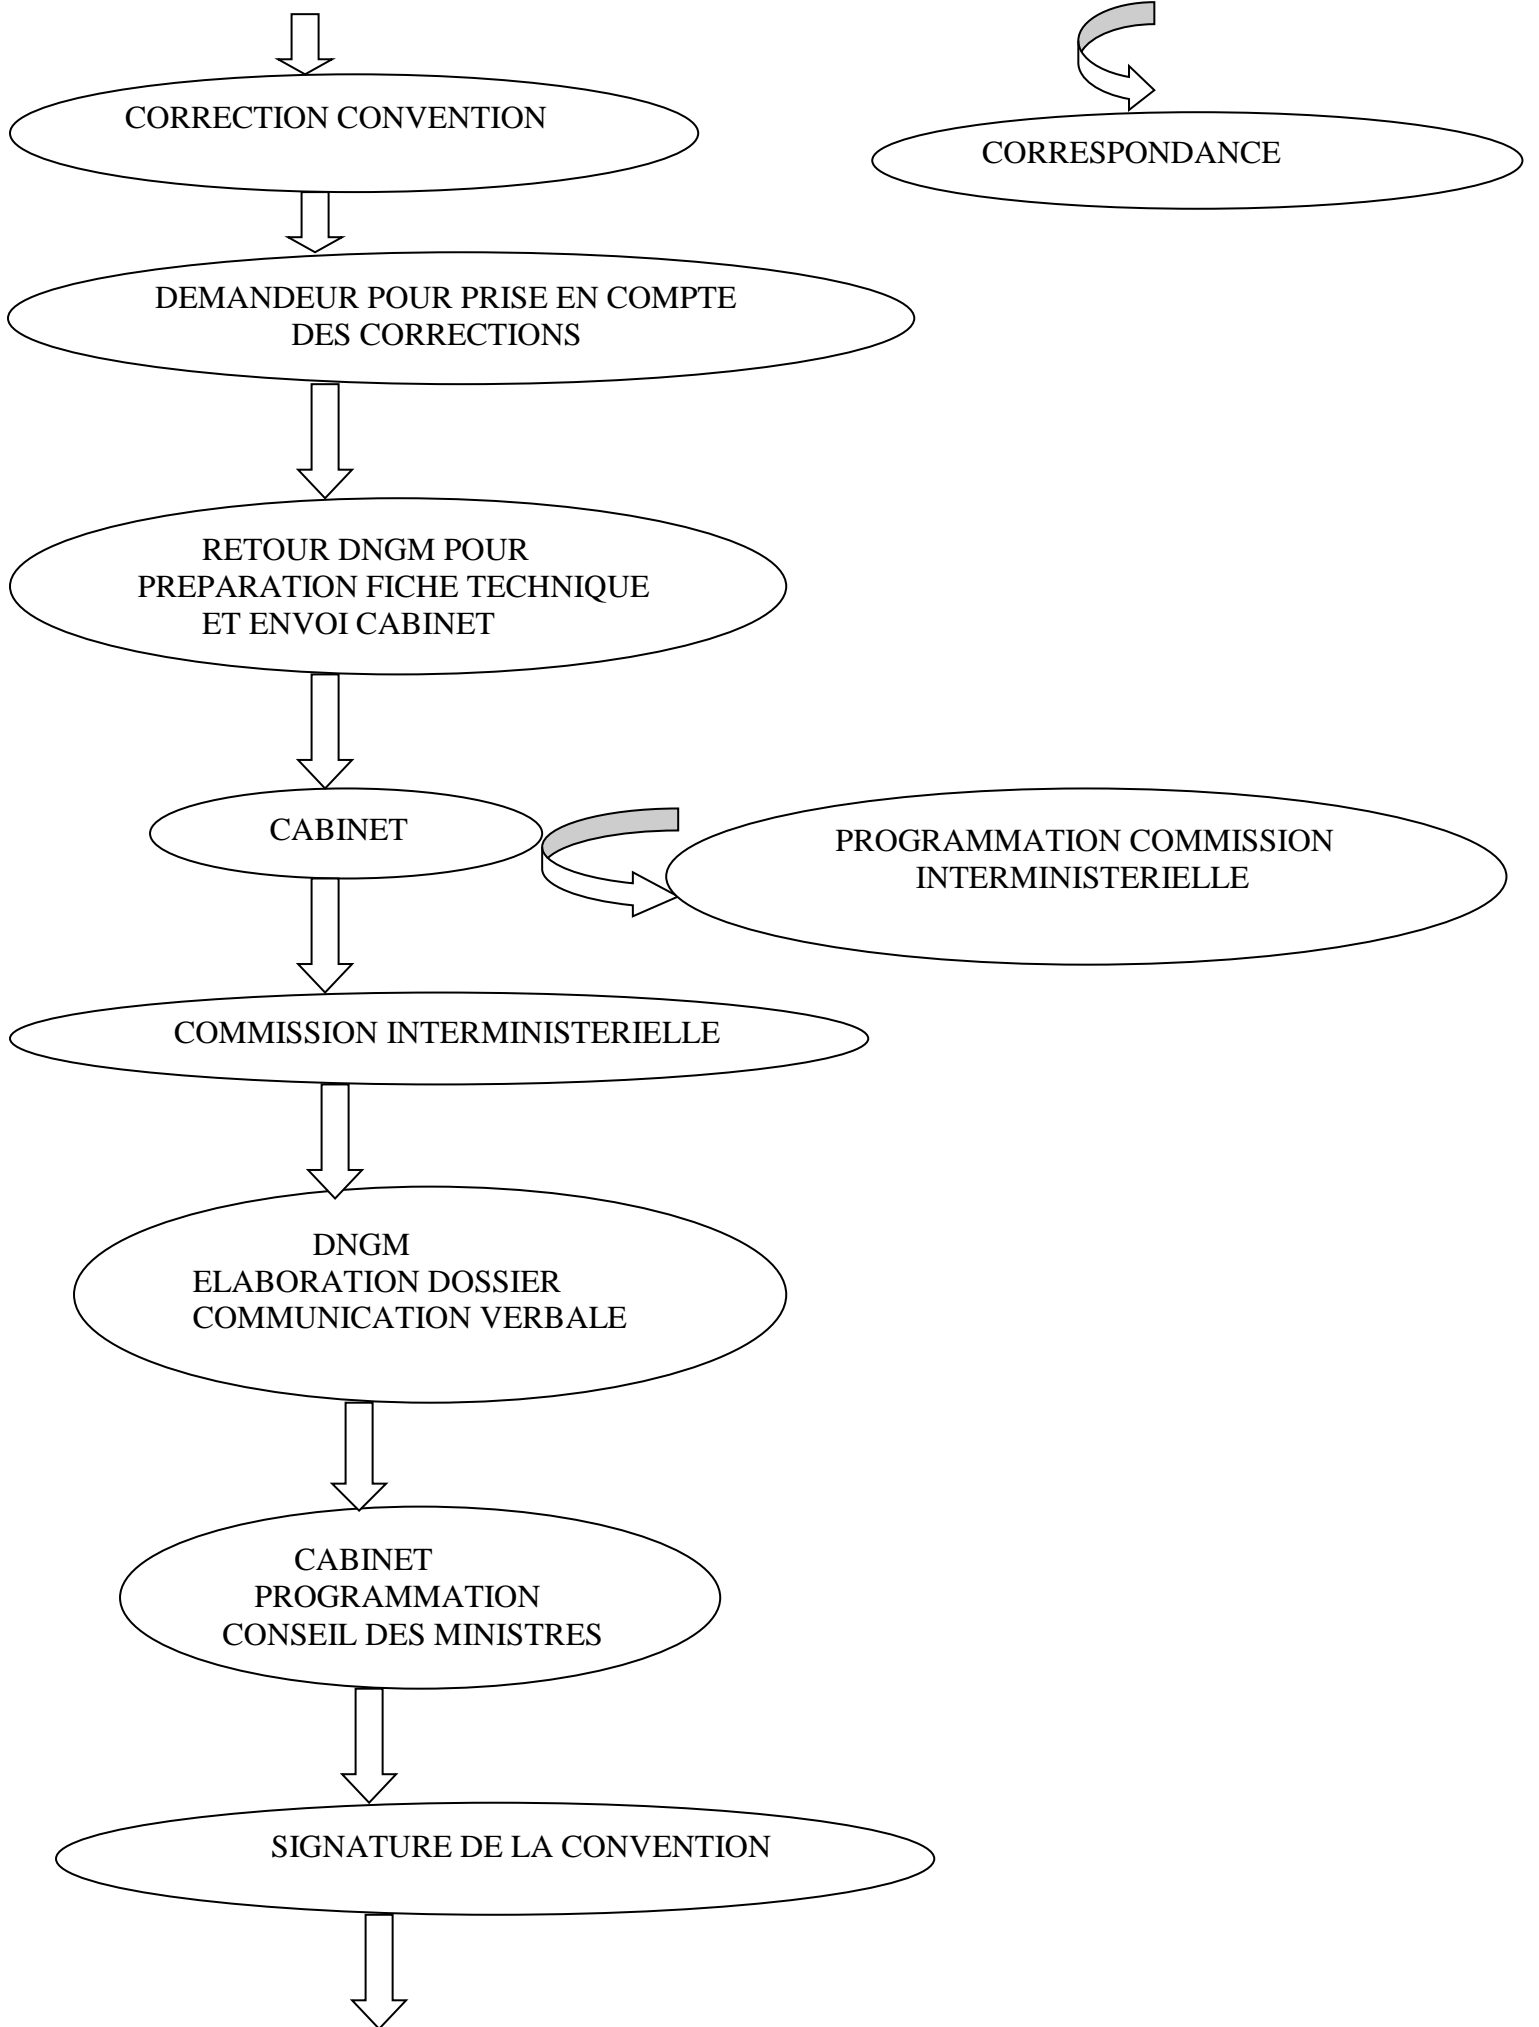 CORRECTION CONVENTION
CORRESPONDANCE
DEMANDEUR POUR PRISE EN COMPTE
DES CORRECTIONS
RETOUR DNGM POUR
PREPARATION FICHE TECHNIQUE
ET ENVOI CABINET
CABINET
PROGRAMMATION COMMISSION
INTERMINISTERIELLE
COMMISSION INTERMINISTERIELLE
DNGM
ELABORATION DOSSIER
COMMUNICATION VERBALE
CABINET
PROGRAMMATION
CONSEIL DES MINISTRES
SIGNATURE DE LA CONVENTION